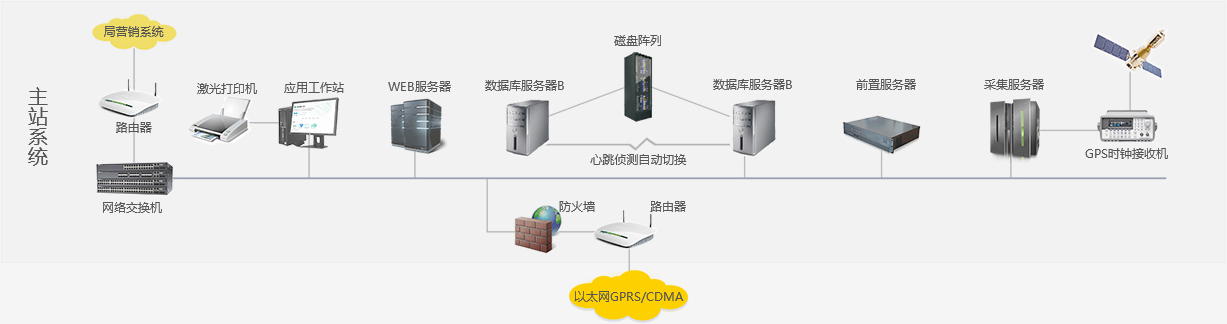 局营销系统
主站系统
路由器
网络交换机
激光打印机
应用工作站
WEB服务器
数据库服务器B
磁盘阵列
数据库服务器B
心跳侦测自动切换
前置服务器
采集服务器
GPS时钟接收机
防火墙
路由器
以太网GPRS/CDMA